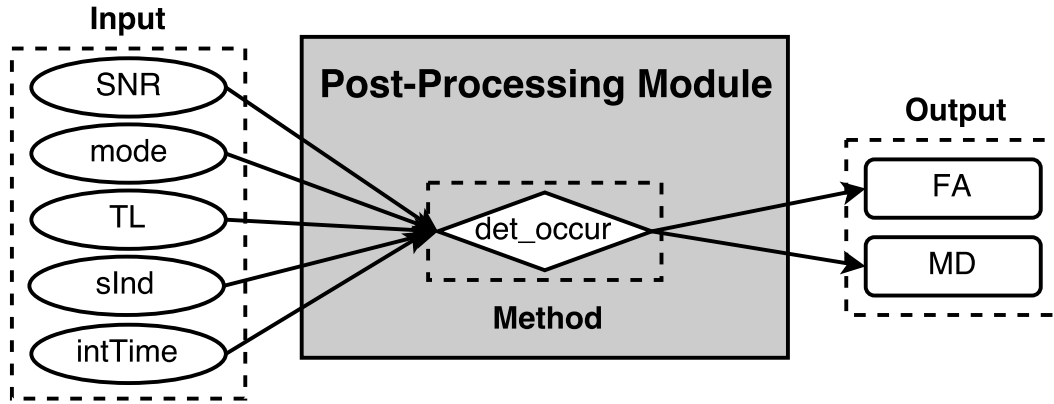 Input
SNR
mode
TL
sInd
intTime
Post-Processing Module
det_occur
Method
Output
FA
MD